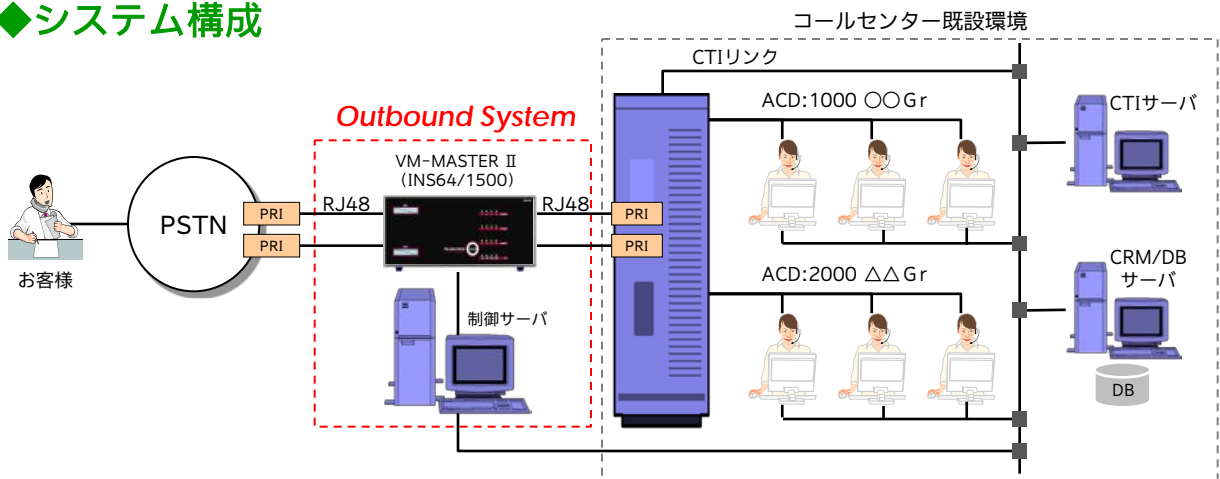 ◆システム構成
コールセンター既設環境
CTIリンク
Outbound System
ACD:1000 〇〇Gr
CTIサーバ
VM-MASTER Ⅱ
(INS64/1500)
RJ48
RJ48
PSTN
PRI
PRI
PRI
PRI
お客様
ACD:2000 △△Gr
CRM/DB
サーバ
制御サーバ
DB